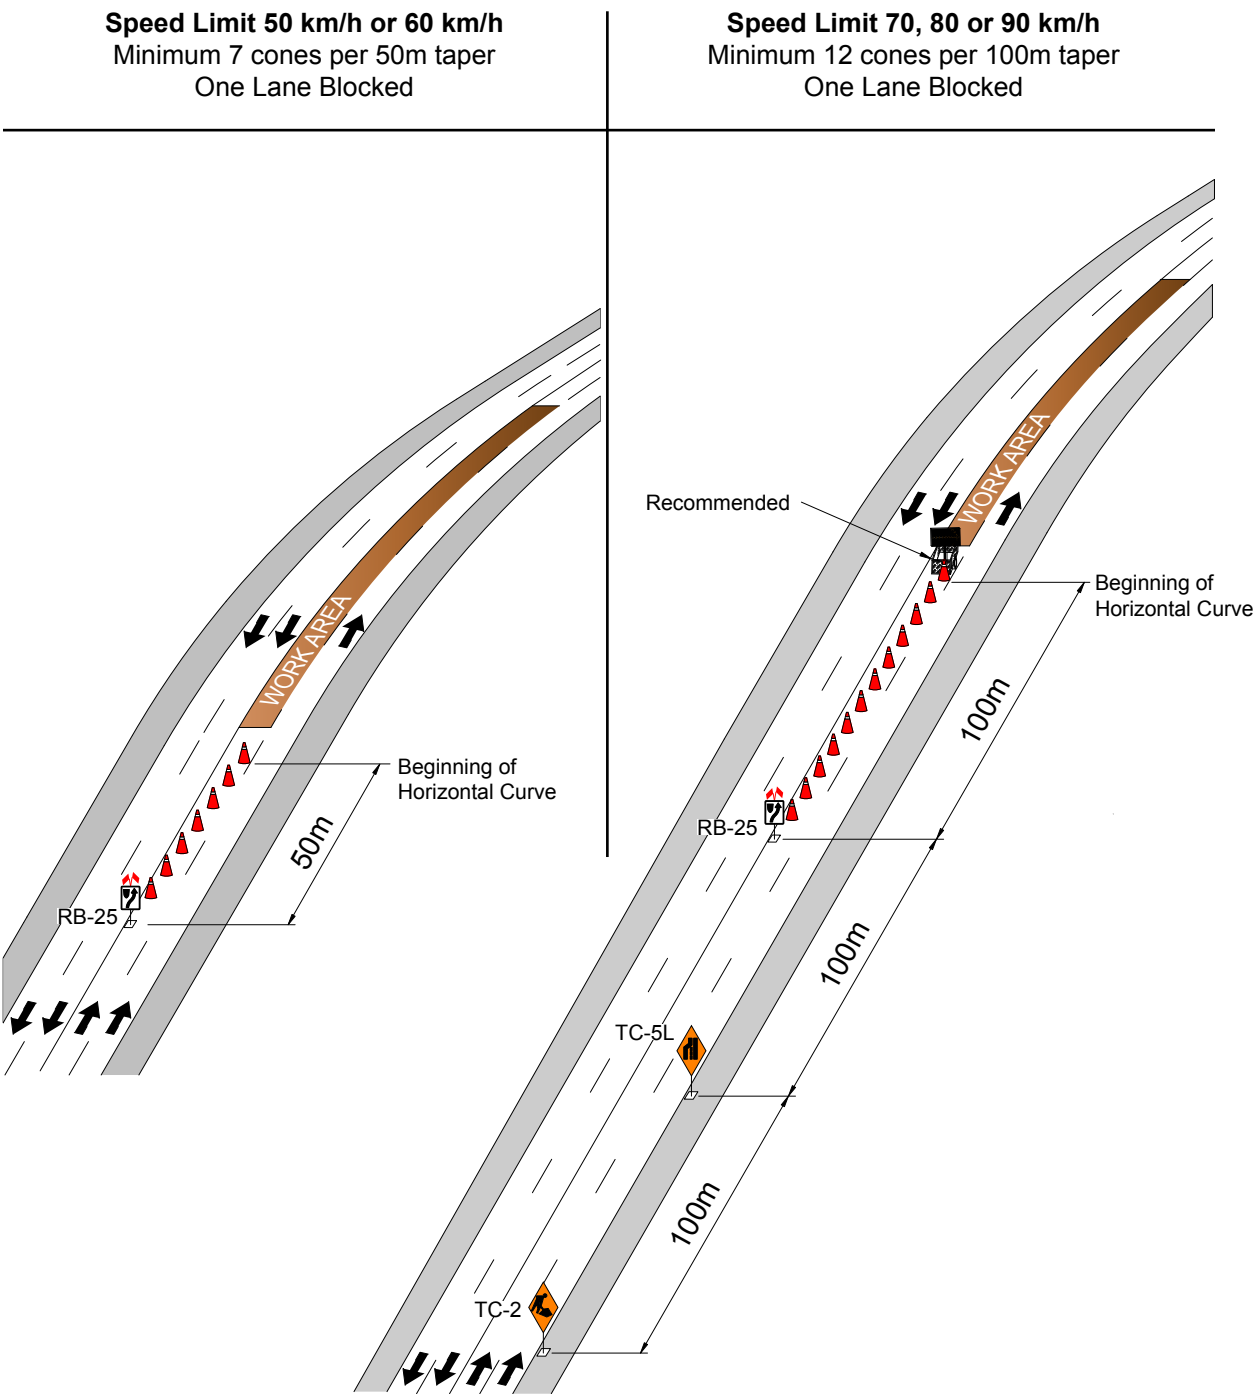 Speed Limit 50 km/h or 60 km/h
Minimum 7 cones per 50m taper
One Lane Blocked
Speed Limit 70, 80 or 90 km/h
Minimum 12 cones per 100m taper
One Lane Blocked
WORK AREA
Beginning of
Horizontal Curve
50m
RB-25
WORK AREA
Recommended
Beginning of
Horizontal Curve
100m
RB-25
100m
TC-5L
100m
TC-2